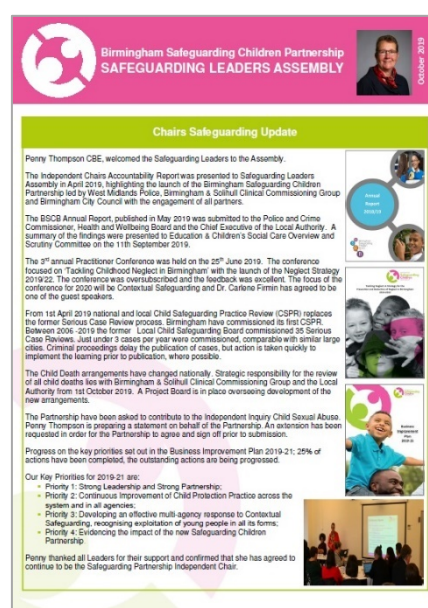 Birmingham Safeguarding Children Partnership
SAFEGUARDING LEADERS ASSEMBLY
October 2019
Chairs Safeguarding Update
Penny Thompson CBE, welcomed the Safeguarding Leaders to the Assembly.
The Independent Chairs Accountability Report was presented to Safeguarding Leaders
Assembly in April 2019, highlighting the launch of the Birmingham Safeguarding Children
Partnership led by West Midlands Police, Birmingham & Solihull Clinical Commissioning Group
and Birmingham City Council with the engagement of all partners.
The BSCB Annual Report, published in May 2019 was submitted to the Police and Crime
Commissioner, Health and Wellbeing Board and the Chief Executive of the Local Authority. A
summary of the findings were presented to Education & Children's Social Care Overview and
Scrutiny Committee on the 11th September 2019.
The 3rd annual Practitioner Conference was held on the 25th June 2019. The conference
focused on 'Tackling Childhood Neglect in Birmingham' with the launch of the Neglect Strategy
2019/22. The conference was oversubscribed and the feedback was excellent. The focus of the
conference for 2020 will be Contextual Safeguarding and Dr. Carlene Firmin has agreed to be
one of the guest speakers.
From 1st April 2019 national and local Child Safeguarding Practice Review (CSPR) replaces
the former Serious Case Review process. Birmingham have commissioned its first CSPR.
Between 2006 -2019 the former Local Child Safeguarding Board commissioned 35 Serious
Case Reviews. Just under 3 cases per year were commissioned, comparable with similar large
cities. Criminal proceedings delay the publication of cases, but action is taken quickly to
implement the learning prior to publication, where possible.
The Child Death arrangements have changed nationally. Strategic responsibility for the review
of all child deaths lies with Birmingham & Solihull Clinical Commissioning Group and the Local
Authority from 1st October 2019. A Project Board is in place overseeing development of the
new arrangements.
The Partnership have been asked to contribute to the Independent Inquiry Child Sexual Abuse.
Penny Thompson is preparing a statement on behalf of the Partnership. An extension has been
requested in order for the Partnership to agree and sign off prior to submission.
Progress on the key priorities set out in the Business Improvement Plan 2019-21; 25% of
actions have been completed, the outstanding actions are being progressed.
Our Key Priorities for 2019-21 are:
• Priority 1: Strong Leadership and Strong Partnership;
• Priority 2: Continuous Improvement of Child Protection Practice across the
system and in all agencies;
• Priority 3: Developing an effective multi-agency response to Contextual
Safeguarding, recognising exploitation of young people in all its forms;
• Priority 4: Evidencing the impact of the new Safeguarding Children
Partnership
Penny thanked all Leaders for their support and confirmed that she has agreed to
continue to be the Safeguarding Partnership Independent Chair.
Annual
Report
2018/19
Business
Improvement
Plan
2019-21